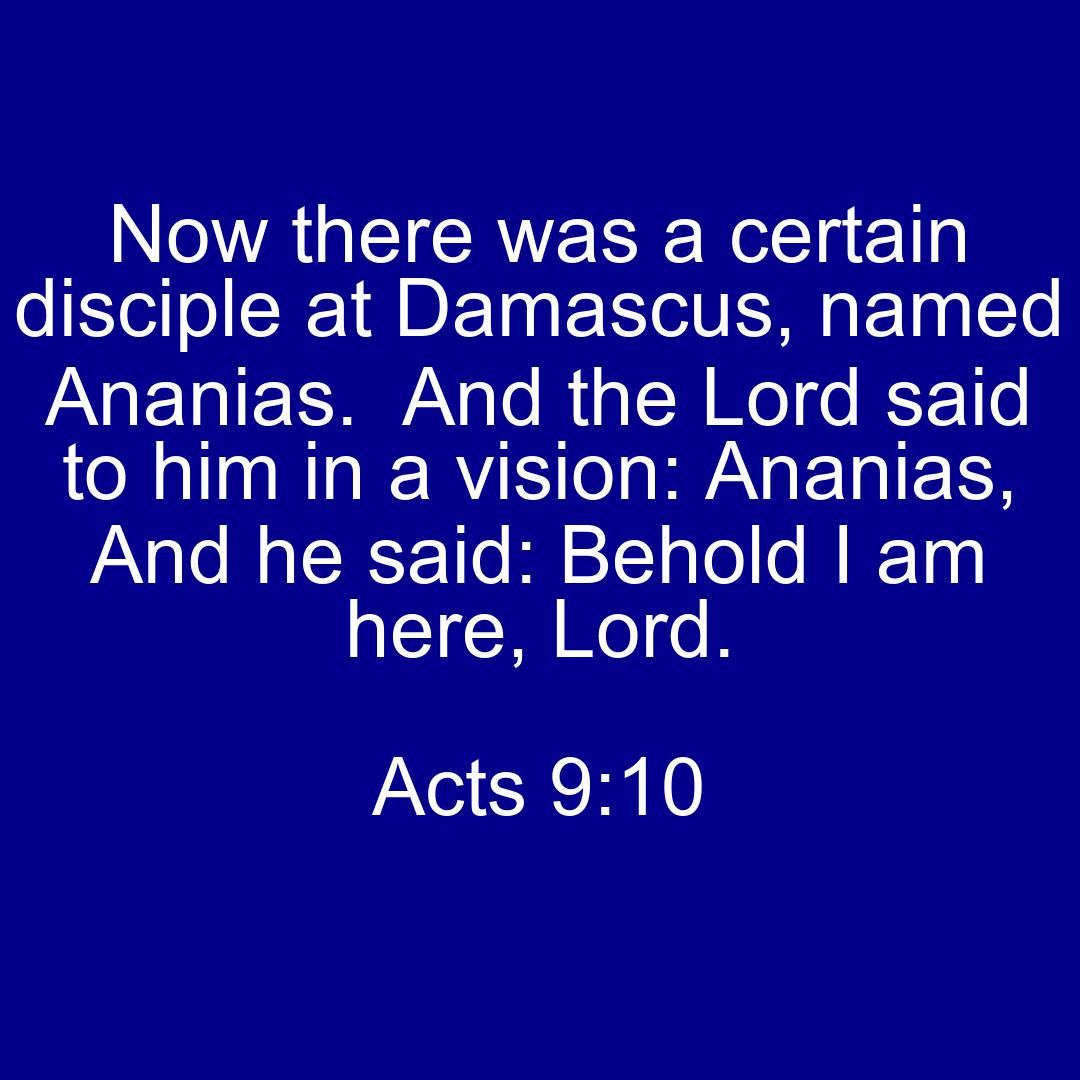 Now there was a certain
disciple at Damascus, named
Ananias.  And the Lord said
to him in a vision: Ananias,
And he said: Behold I am
here, Lord.
Acts 9:10